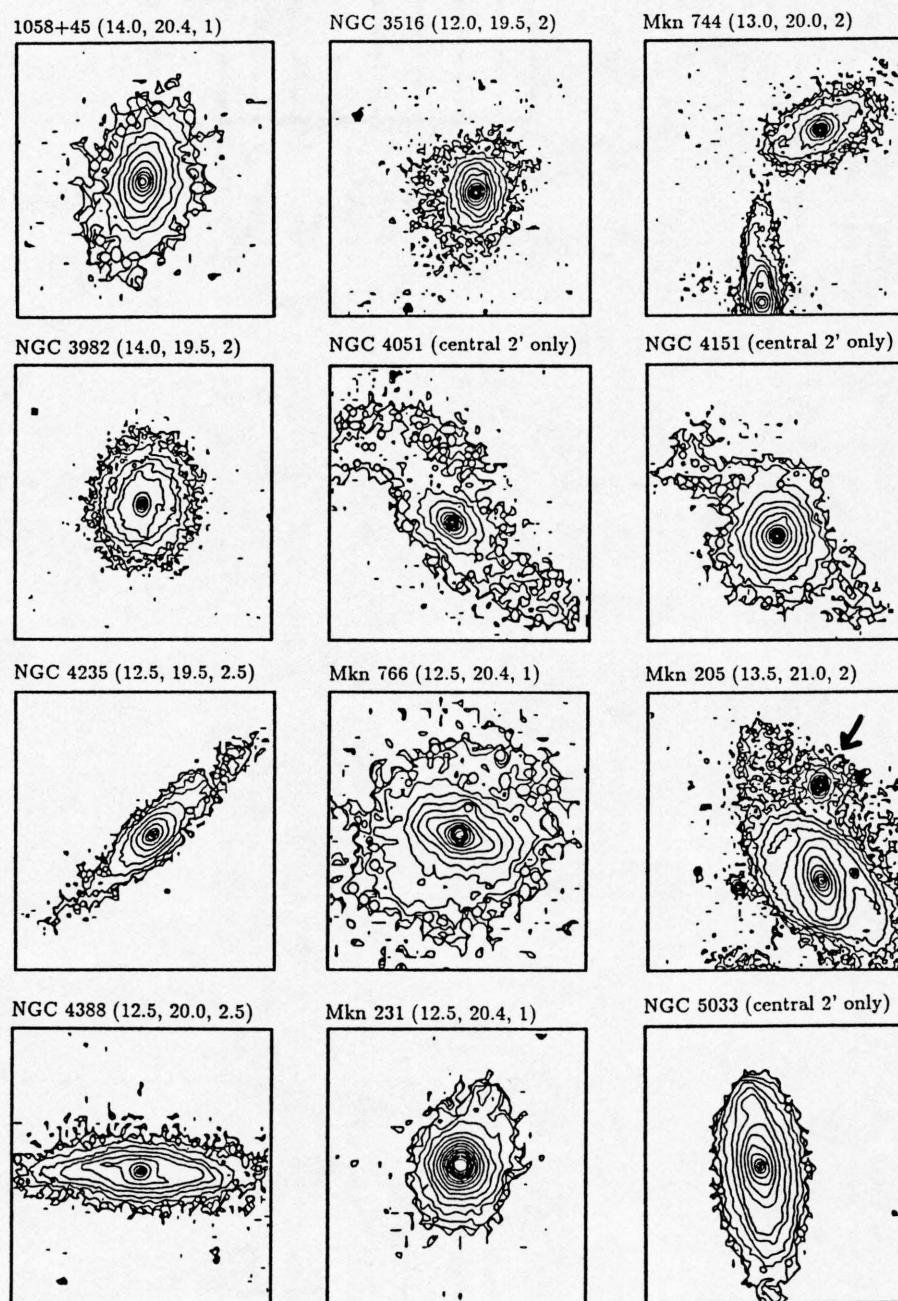 1058+45 (14.0, 20.4, 1)
NGC 3516 (12.0, 19.5, 2)
Mkn 744 (13.0, 20.0, 2)
NGC 3982 (14.0, 19.5, 2)
NGC 4051 (central 2' only)
NGC 4151 (central 2' only)
NGC 4235 (12.5, 19.5, 2.5)
Mkn 766 (12.5, 20.4, 1)
Mkn 205 (13.5, 21.0, 2)
NGC 4388 (12.5, 20.0, 2.5)
Mkn 231 (12.5, 20.4, 1)
NGC 5033 (central 2' only)